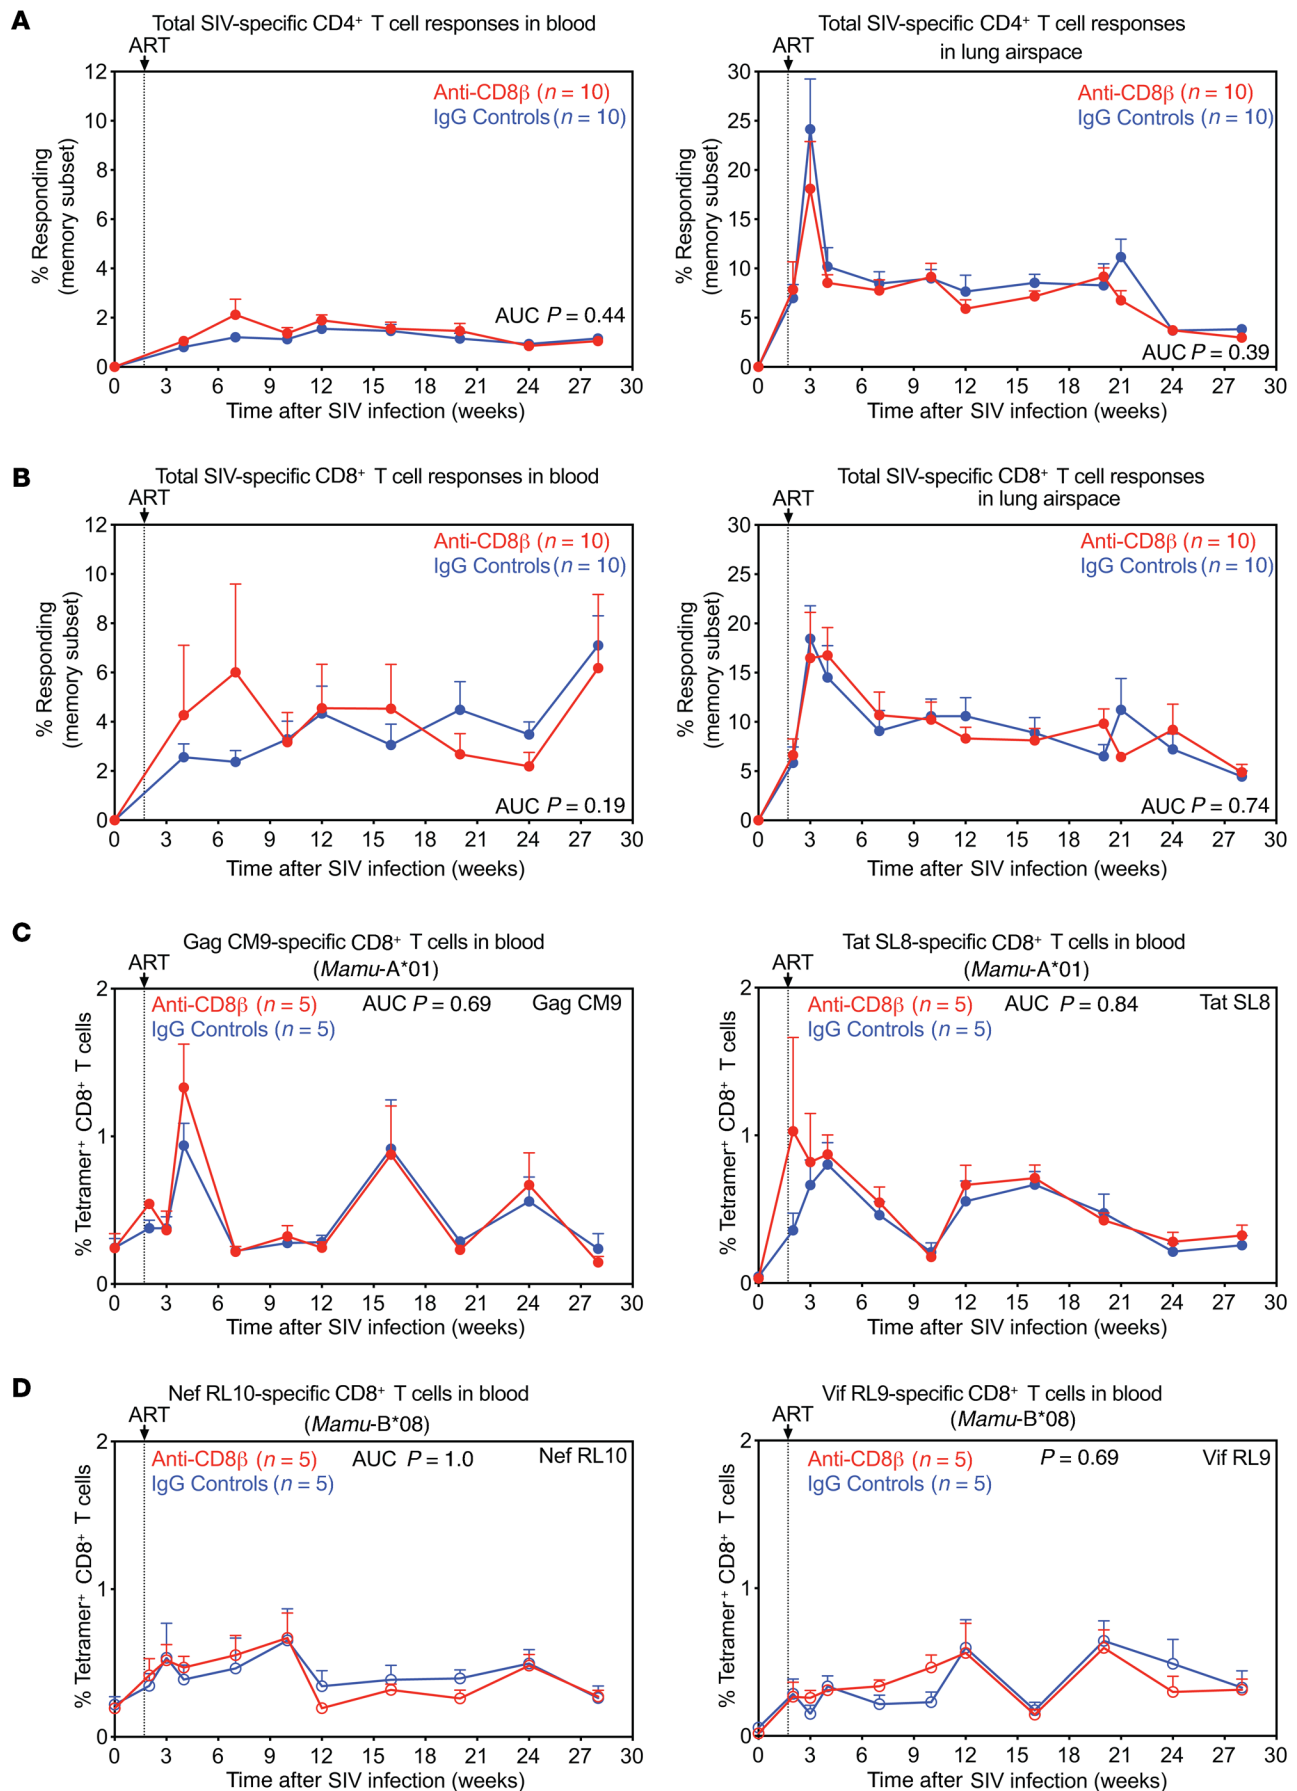 A
Total SIV-specific CD4⁺ T cell responses in blood
ART
12
10
8
6
4
2
0
% Responding
(memory subset)
Anti-CD8β (n = 10)
IgG Controls (n = 10)
AUC P = 0.44
0 3 6 9 12 15 18 21 24 27 30
Time after SIV infection (weeks)
Total SIV-specific CD4⁺ T cell responses
in lung airspace
ART
30
25
20
15
10
5
0
% Responding
(memory subset)
Anti-CD8β (n = 10)
IgG Controls (n = 10)
AUC P = 0.39
0 3 6 9 12 15 18 21 24 27 30
Time after SIV infection (weeks)
B
Total SIV-specific CD8⁺ T cell responses in blood
ART
12
10
8
6
4
2
0
% Responding
(memory subset)
Anti-CD8β (n = 10)
IgG Controls (n = 10)
AUC P = 0.19
0 3 6 9 12 15 18 21 24 27 30
Time after SIV infection (weeks)
Total SIV-specific CD8⁺ T cell responses
in lung airspace
ART
30
25
20
15
10
5
0
% Responding
(memory subset)
Anti-CD8β (n = 10)
IgG Controls (n = 10)
AUC P = 0.74
0 3 6 9 12 15 18 21 24 27 30
Time after SIV infection (weeks)
C
Gag CM9-specific CD8⁺ T cells in blood
(Mamu-A*01)
ART
2
1
0
% Tetramer⁺ CD8⁺ T cells
Anti-CD8β (n = 5)
IgG Controls (n = 5)
AUC P = 0.69
Gag CM9
0 3 6 9 12 15 18 21 24 27 30
Time after SIV infection (weeks)
Tat SL8-specific CD8⁺ T cells in blood
(Mamu-A*01)
ART
2
1
0
% Tetramer⁺ CD8⁺ T cells
Anti-CD8β (n = 5)
IgG Controls (n = 5)
AUC P = 0.84
Tat SL8
0 3 6 9 12 15 18 21 24 27 30
Time after SIV infection (weeks)
D
Nef RL10-specific CD8⁺ T cells in blood
(Mamu-B*08)
ART
2
1
0
% Tetramer⁺ CD8⁺ T cells
Anti-CD8β (n = 5)
IgG Controls (n = 5)
AUC P = 1.0
Nef RL10
0 3 6 9 12 15 18 21 24 27 30
Time after SIV infection (weeks)
Vif RL9-specific CD8⁺ T cells in blood
(Mamu-B*08)
ART
2
1
0
% Tetramer⁺ CD8⁺ T cells
Anti-CD8β (n = 5)
IgG Controls (n = 5)
P = 0.69
Vif RL9
0 3 6 9 12 15 18 21 24 27 30
Time after SIV infection (weeks)